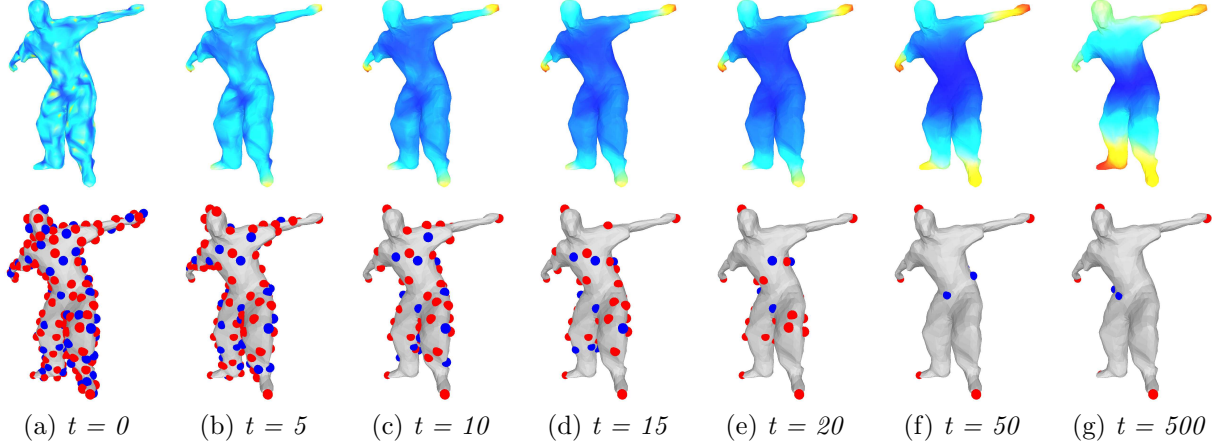 (a) t = 0 (b) t = 5 (c) t = 10 (d) t = 15 (e) t = 20 (f) t = 50 (g) t = 500